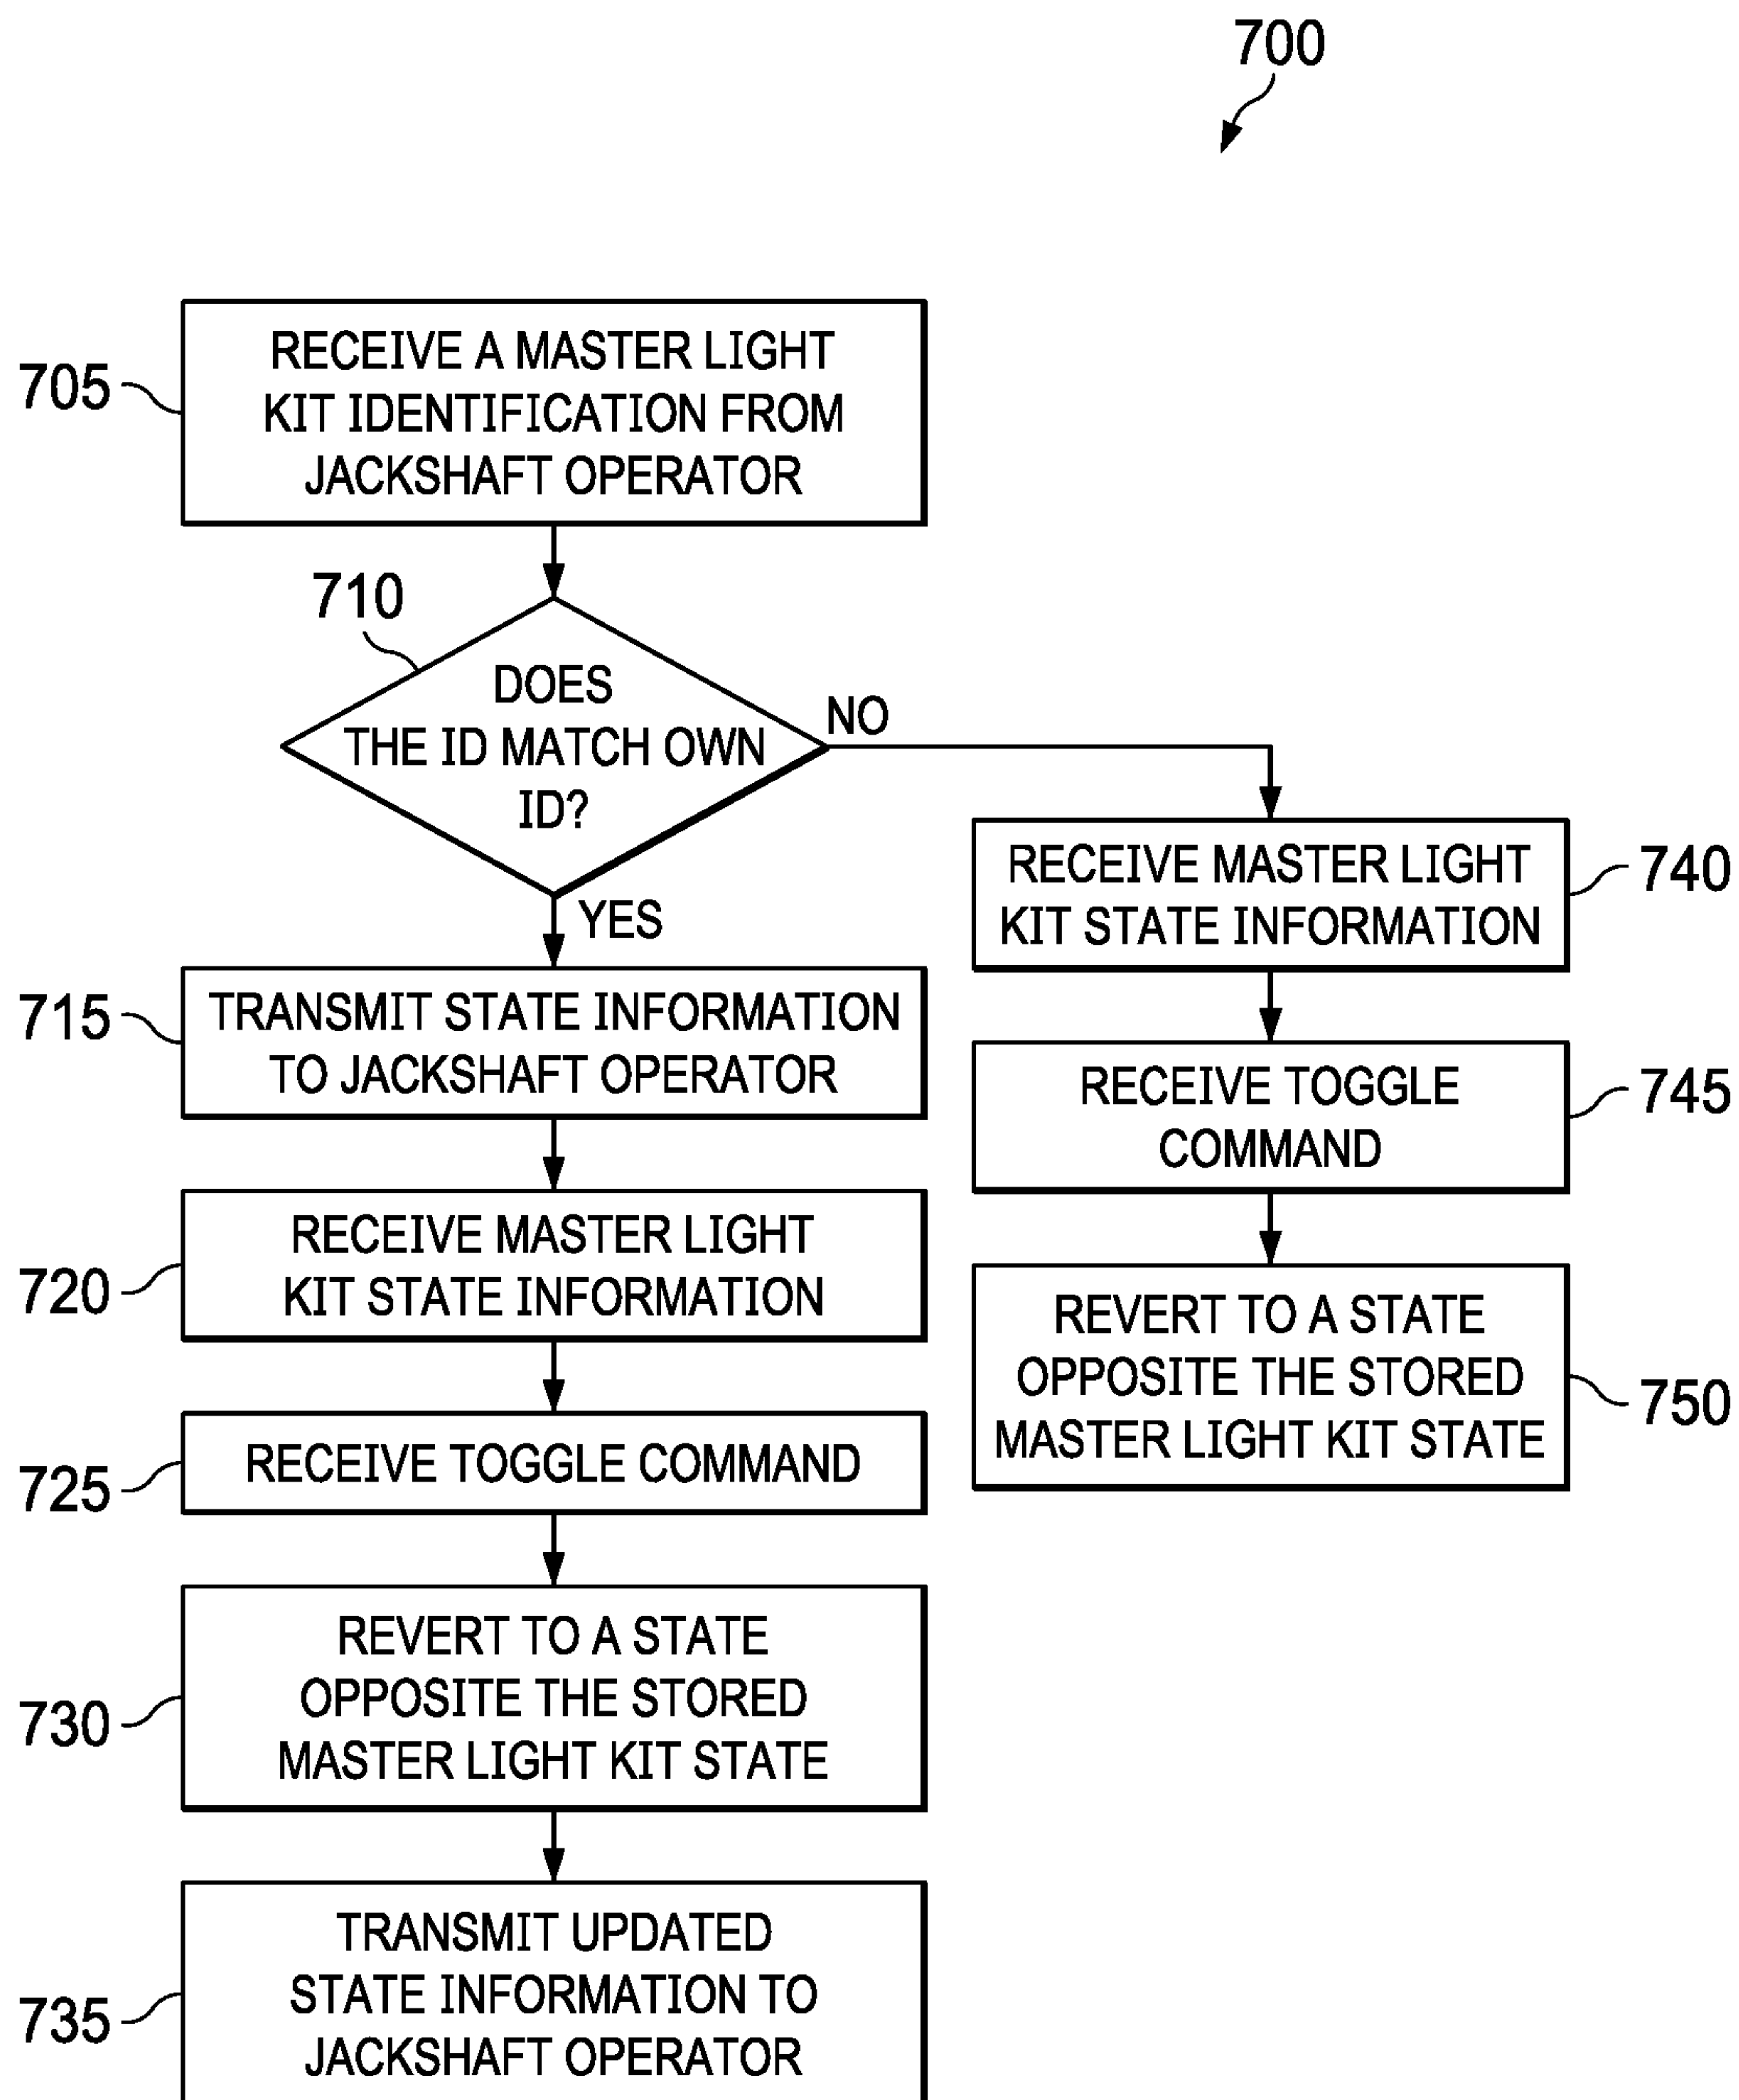 700
705
RECEIVE A MASTER LIGHT
KIT IDENTIFICATION FROM
JACKSHAFT OPERATOR
710
DOES
THE ID MATCH OWN
ID?
NO
YES
715
TRANSMIT STATE INFORMATION
TO JACKSHAFT OPERATOR
720
RECEIVE MASTER LIGHT
KIT STATE INFORMATION
725
RECEIVE TOGGLE COMMAND
730
REVERT TO A STATE
OPPOSITE THE STORED
MASTER LIGHT KIT STATE
735
TRANSMIT UPDATED
STATE INFORMATION TO
JACKSHAFT OPERATOR
RECEIVE MASTER LIGHT
KIT STATE INFORMATION
740
RECEIVE TOGGLE
COMMAND
745
REVERT TO A STATE
OPPOSITE THE STORED
MASTER LIGHT KIT STATE
750